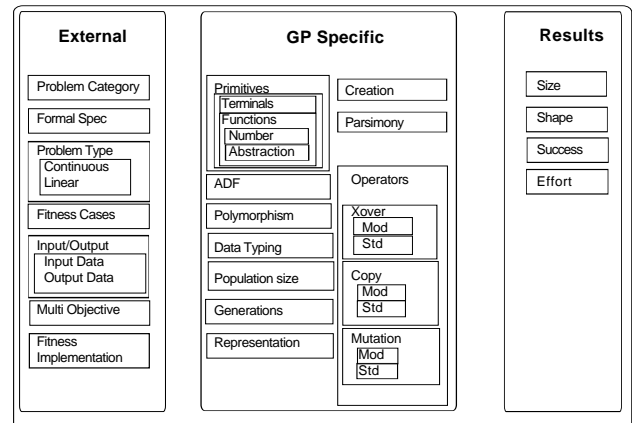 External
Problem Category
Formal Spec
Problem Type
Continuous
Linear
Fitness Cases
Input/Output
Input Data
Output Data
Multi Objective
Fitness
Implementation
GP Specific
Primitives
Terminals
Functions
Number
Abstraction
ADF
Polymorphism
Data Typing
Population size
Generations
Representation
Creation
Parsimony
Operators
Xover
Mod
Std
Copy
Mod
Std
Mutation
Mod
Std
Results
Size
Shape
Success
Effort